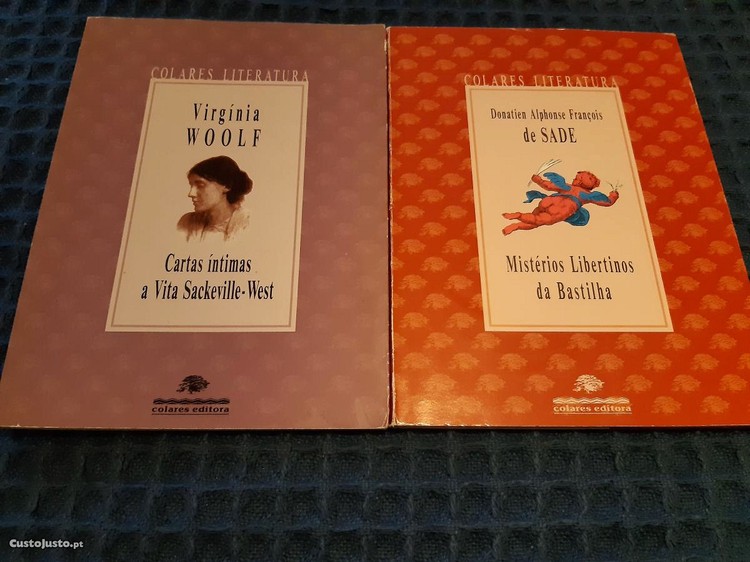 COLARES LITERATURA
Virgínia
WOOLF
Cartas íntimas
a Vita Sackeville-West
colares editora
COLARES LITERATURA
Donatien Alphonse François
de SADE
Mistérios Libertinos
da Bastilha
colares editora
CustoJusto.pt